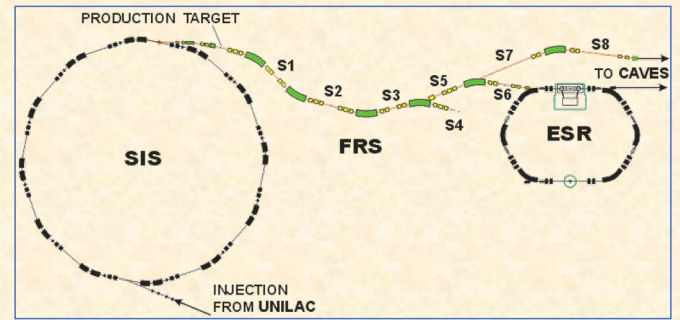 PRODUCTION TARGET
S1
S2
S3
S4
S5
S6
S7
S8
TO CAVES
SIS
FRS
ESR
INJECTION
FROM UNILAC